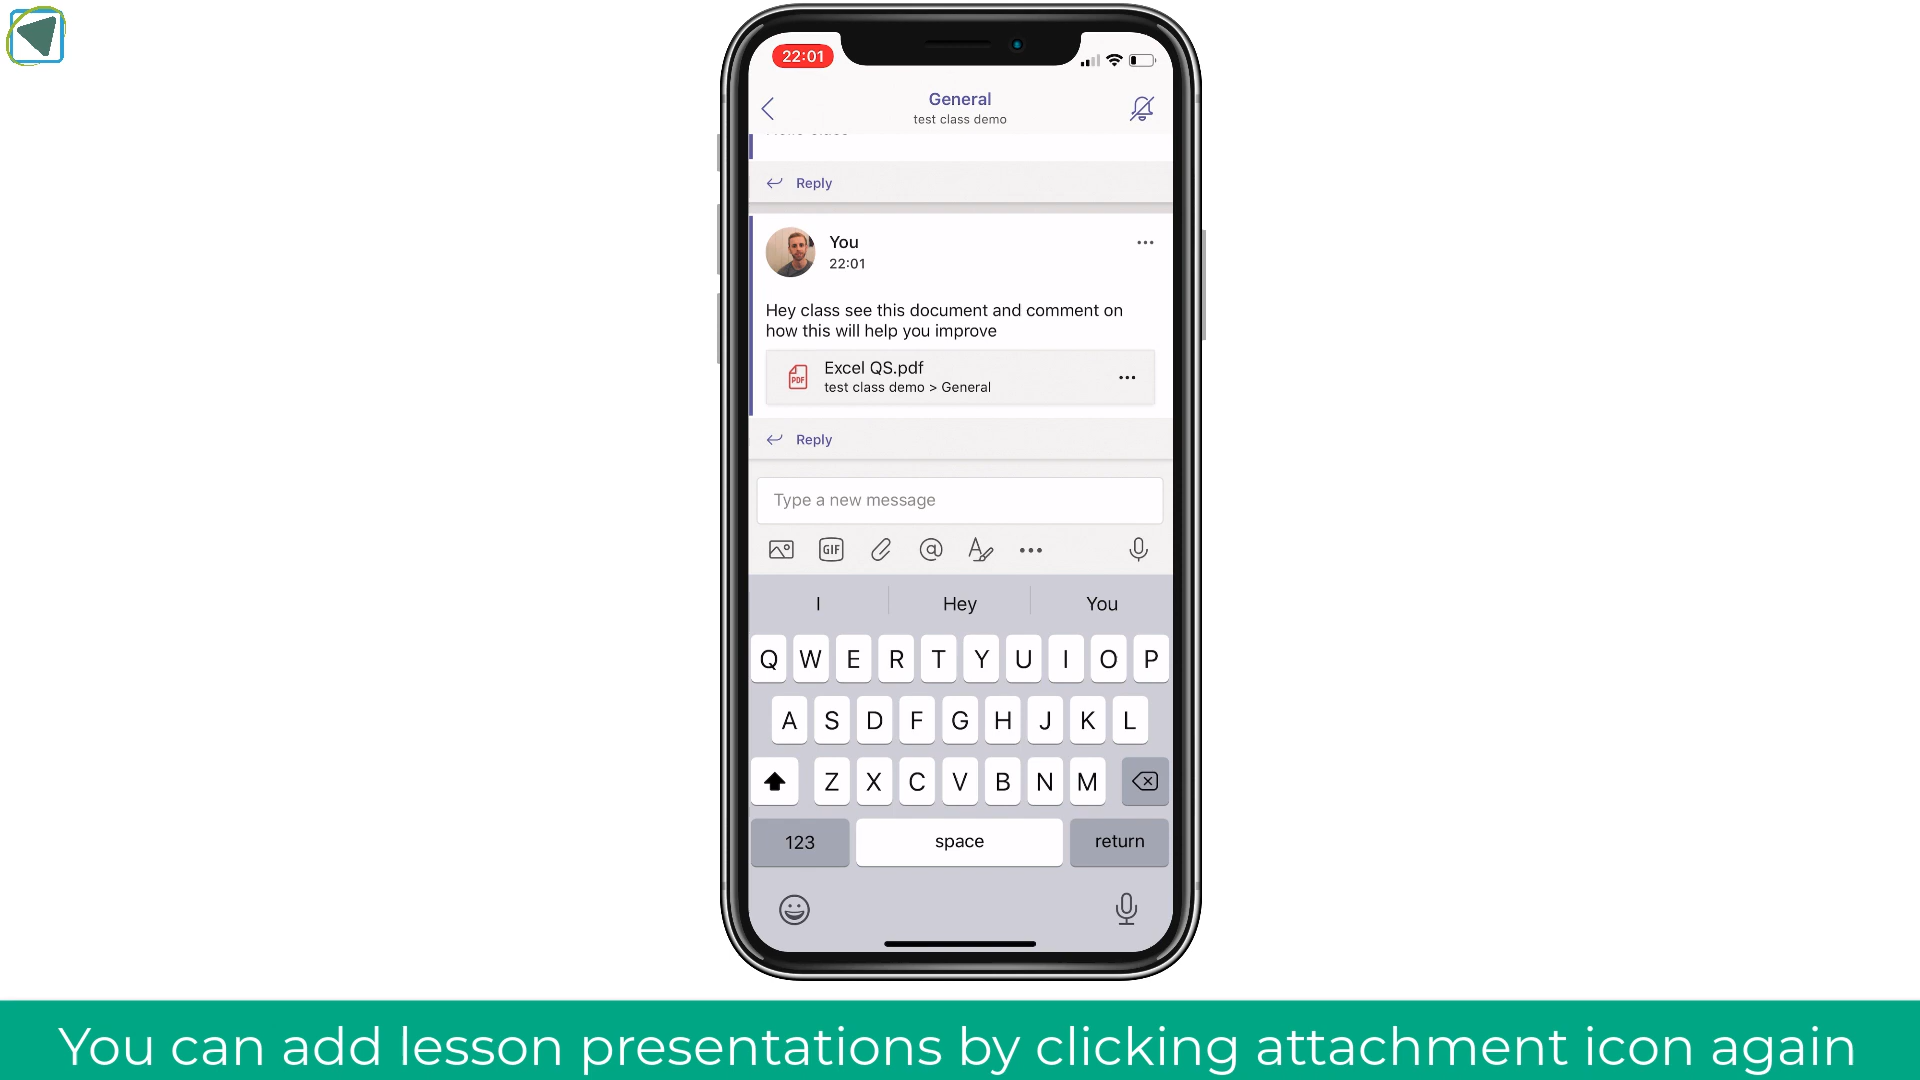 22:01
General
test class demo
Reply
You
22:01
Hey class see this document and comment on
how this will help you improve
PDF
Excel QS.pdf
test class demo > General
Reply
Type a new message
GIF
I Hey You
Q W E R T Y U I O P
A S D F G H J K L
Z X C V B N M
123 space return
You can add lesson presentations by clicking attachment icon again